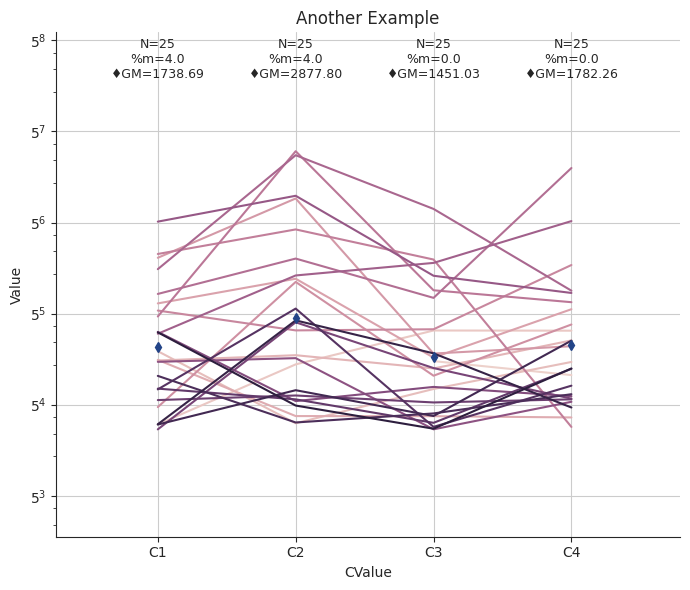 Another Example
N=25 N=25 N=25 N=25
%m=4.0 %m=4.0 %m=0.0 %m=0.0
♦GM=1738.69 ♦GM=2877.80 ♦GM=1451.03 ♦GM=1782.26
5⁸
5⁷
5⁶
5⁵
5⁴
5³
Value
C1 C2 C3 C4
CValue